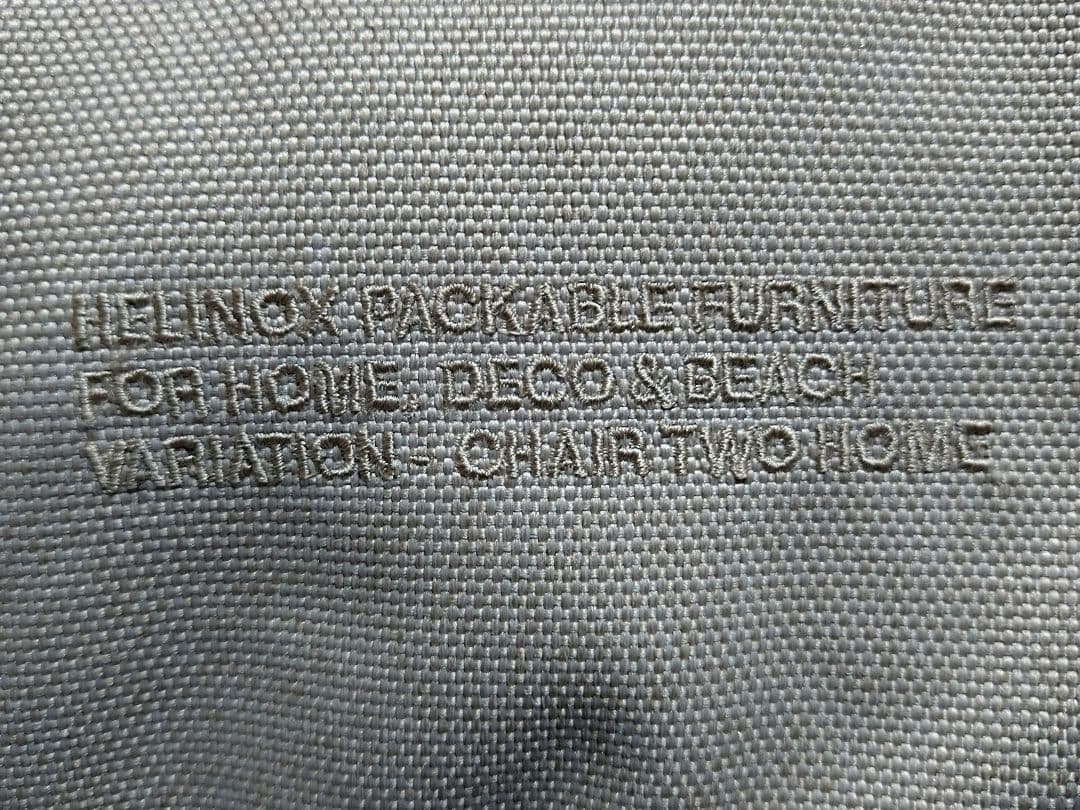 HELINOX PACKABLE FURNITURE
FOR HOME, DECO & BEACH
VARIATION - CHAIR TWO HOME